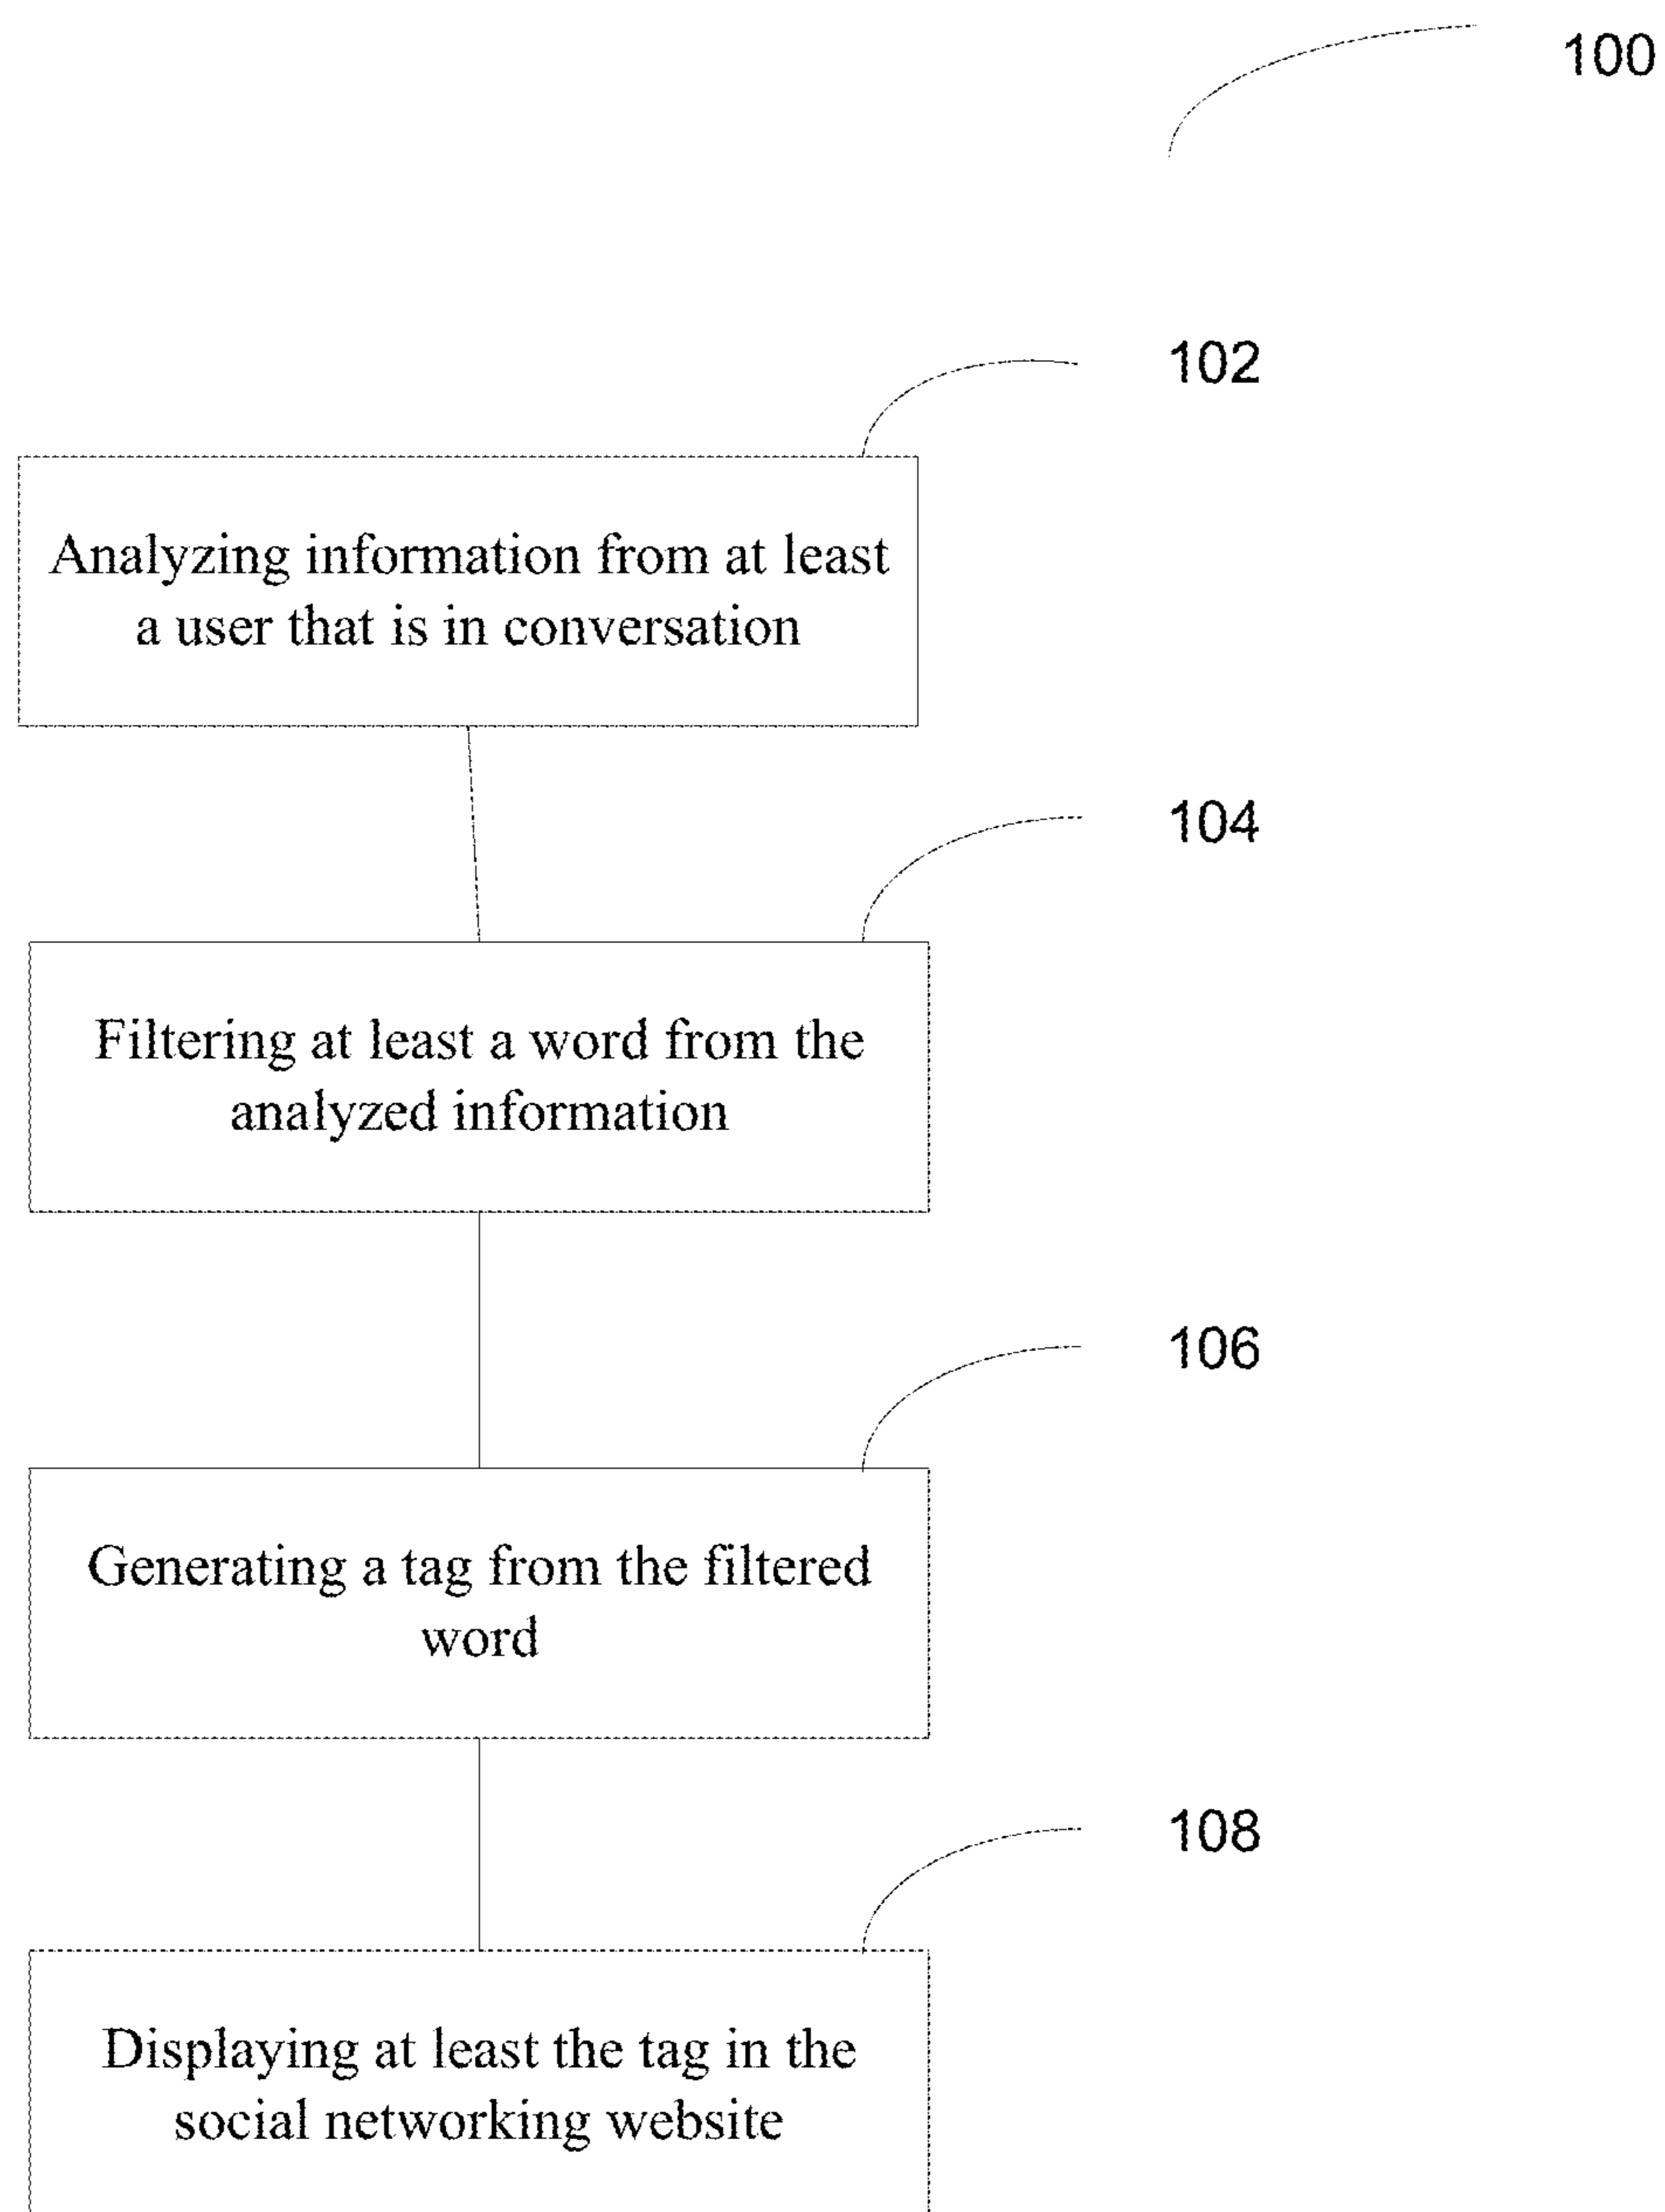 100
102
Analyzing information from at least
a user that is in conversation
104
Filtering at least a word from the
analyzed information
106
Generating a tag from the filtered
word
108
Displaying at least the tag in the
social networking website